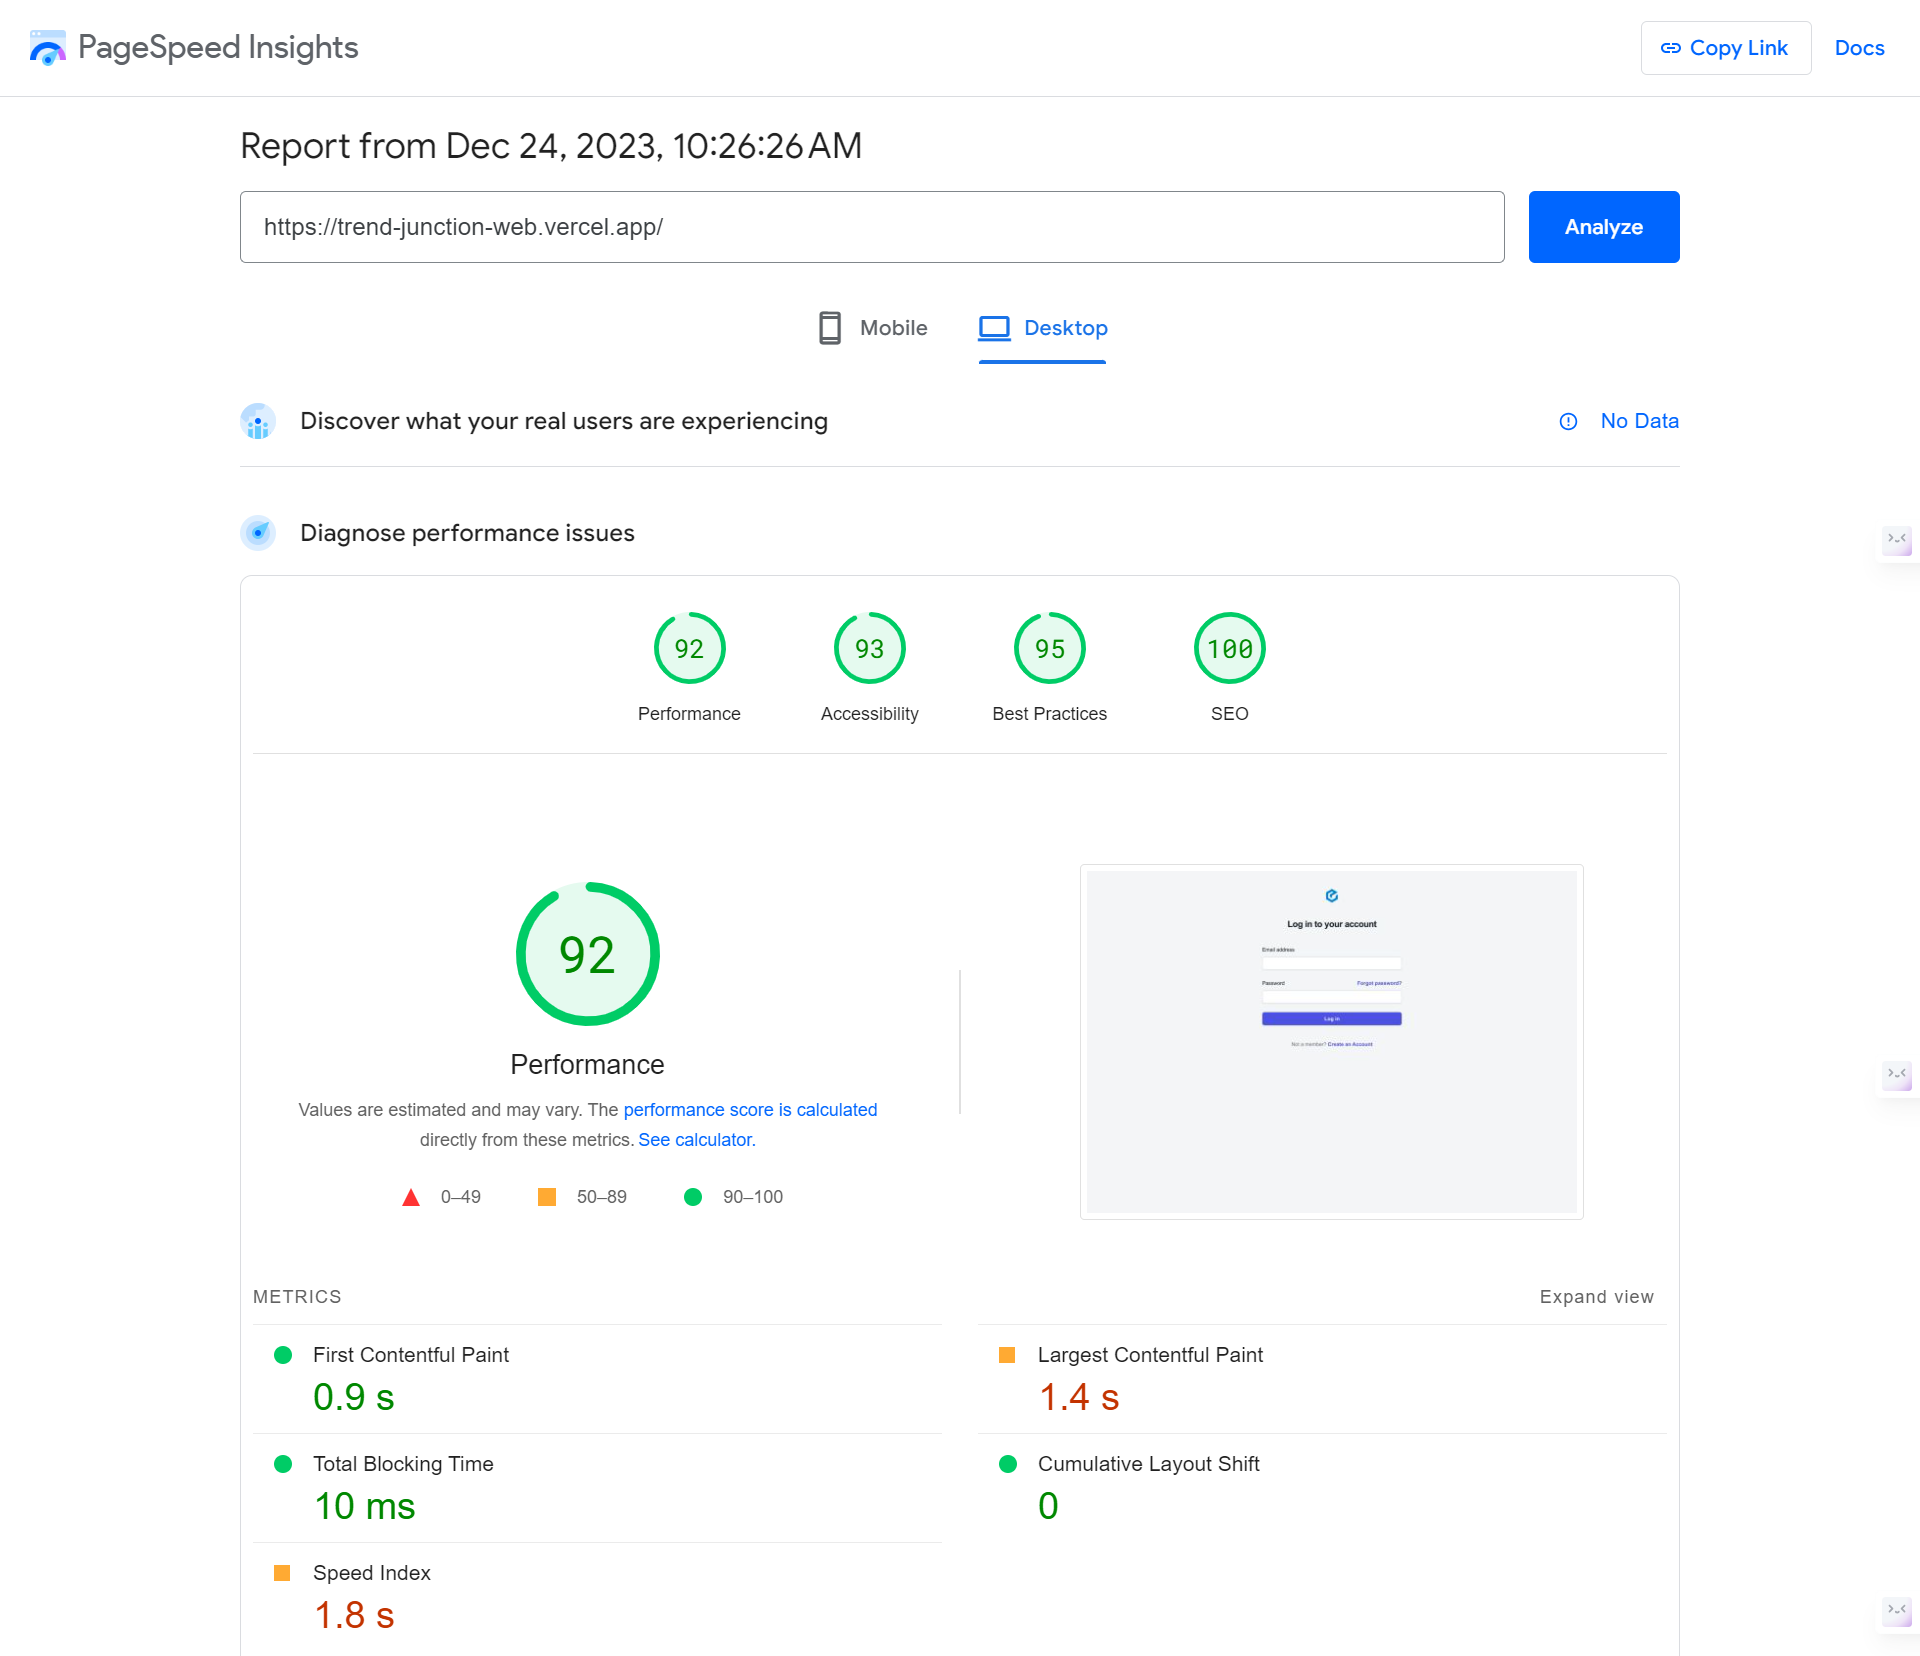 PageSpeed Insights
Copy Link
Docs
Report from Dec 24, 2023, 10:26:26 AM
https://trend-junction-web.vercel.app/
Analyze
Mobile
Desktop
Discover what your real users are experiencing
No Data
Diagnose performance issues
92
93
95
100
Performance
Accessibility
Best Practices
SEO
92
Performance
Values are estimated and may vary. The performance score is calculated
directly from these metrics. See calculator.
0–49
50–89
90–100
Log in to your account
Email address
Password
Forgot password?
Log in
Not a member? Create an Account
METRICS
Expand view
First Contentful Paint
0.9 s
Largest Contentful Paint
1.4 s
Total Blocking Time
10 ms
Cumulative Layout Shift
0
Speed Index
1.8 s